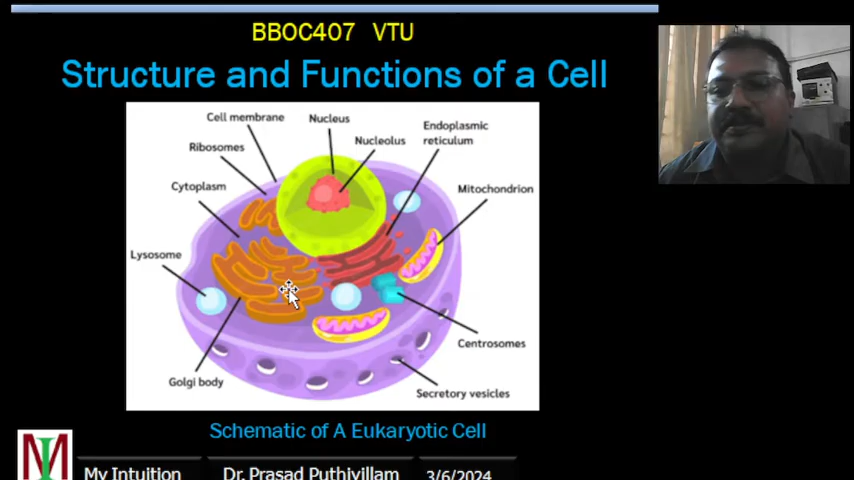 BBOC407 VTU
Structure and Functions of a Cell
Cell membrane
Nucleus
Endoplasmic
reticulum
Ribosomes
Nucleolus
Cytoplasm
Mitochondrion
Lysosome
Centrosomes
Golgi body
Secretory vesicles
Schematic of A Eukaryotic Cell
MI
My Intuition
Dr. Prasad Puthiyillam
3/6/2024